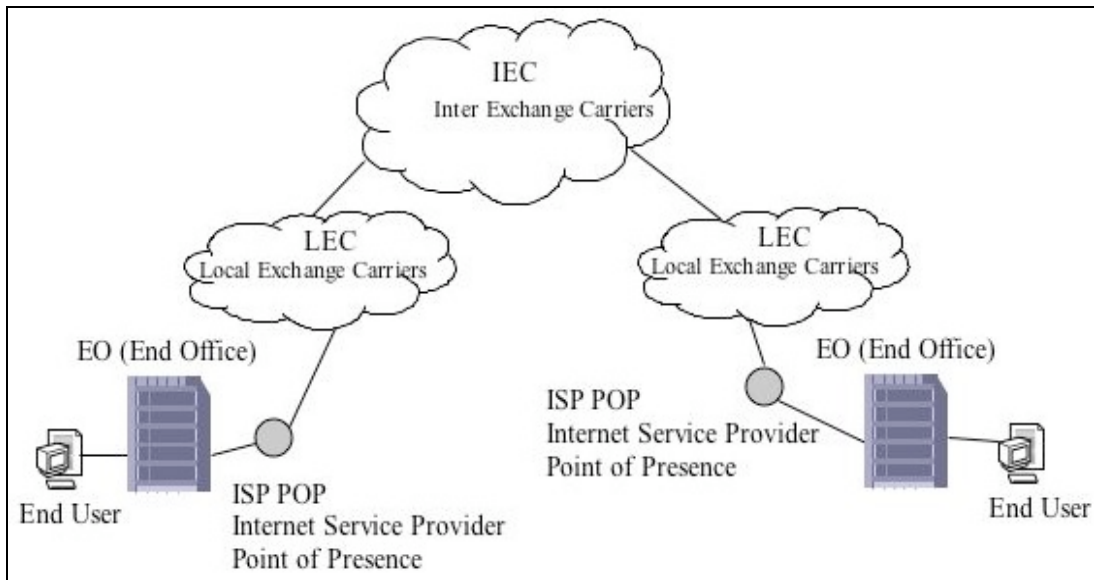 IEC
Inter Exchange Carriers
LEC
Local Exchange Carriers
LEC
Local Exchange Carriers
EO (End Office)
End User
ISP POP
Internet Service Provider
Point of Presence
EO (End Office)
ISP POP
Internet Service Provider
Point of Presence
End User